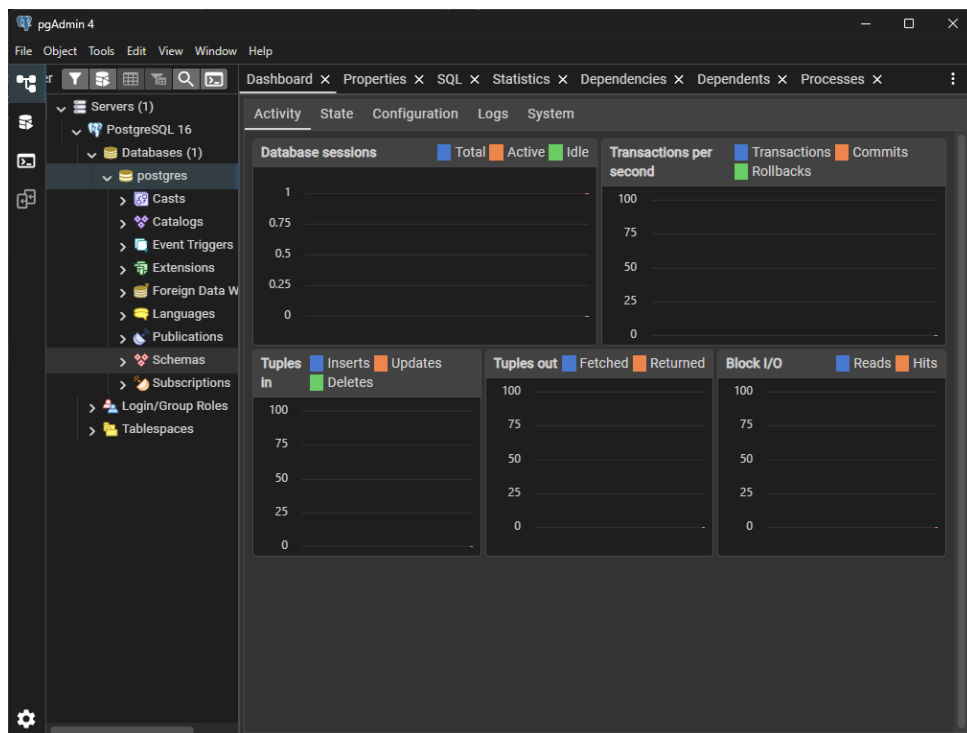 pgAdmin 4
File Object Tools Edit View Window Help
r
Dashboard Properties SQL Statistics Dependencies Dependents Processes
Servers (1)
PostgreSQL 16
Databases (1)
postgres
Casts
Catalogs
Event Triggers
Extensions
Foreign Data W
Languages
Publications
Schemas
Subscriptions
Login/Group Roles
Tablespaces
Activity State Configuration Logs System
Database sessions Total Active Idle
1
0.75
0.5
0.25
0
Transactions per second Transactions Commits
Rollbacks
100
75
50
25
0
Tuples in Inserts Updates
Deletes
100
75
50
25
0
Tuples out Fetched Returned
100
75
50
25
0
Block I/O Reads Hits
100
75
50
25
0